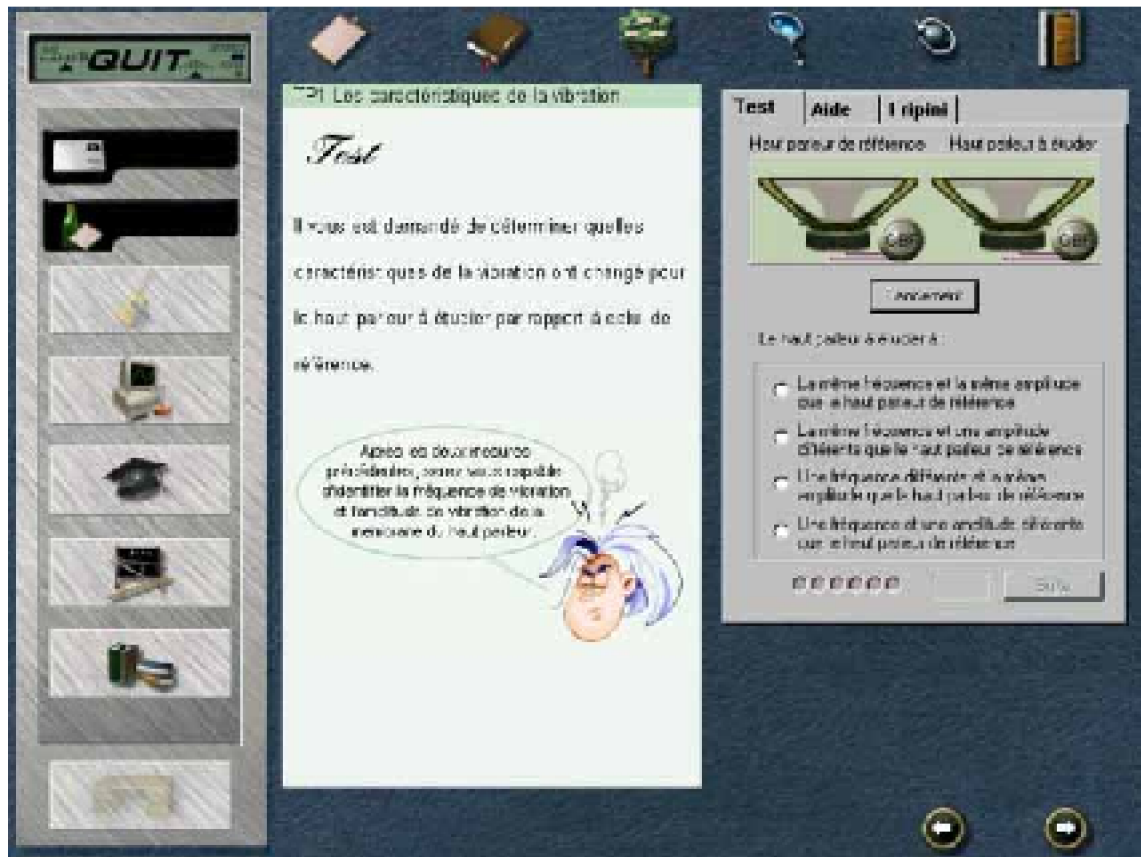 QUIT
TP1 Les caractéristiques de la vibration
Test
Il vous est demandé de déterminer quelles
caractéristiques de la vibration ont changé pour
le haut parleur à étudier par rapport à celui de
référence.
Après les deux mesures
précédentes, serez vous capable
d'identifier la fréquence de vibration
et l'amplitude de vibration de la
membrane du haut parleur.
Test Aide
Haut parleur de référence Haut parleur à étudier
GBF GBF
Lancement
Le haut parleur à étudier à :
La même fréquence et la même amplitude
que le haut parleur de référence
La même fréquence et une amplitude
différente que le haut parleur de référence
Une fréquence différente et la même
amplitude que le haut parleur de référence
Une fréquence et une amplitude différente
que le haut parleur de référence
Suite